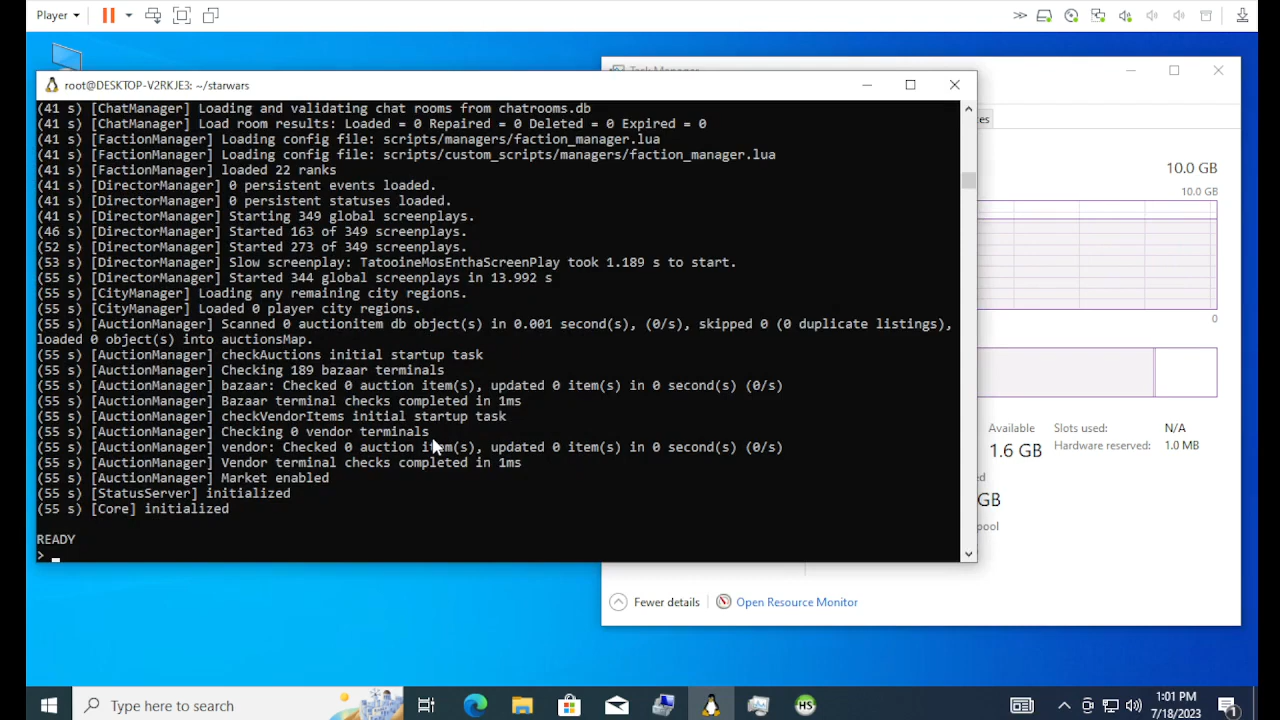 Player
root@DESKTOP-V2RKJE3: ~/starwars
(41 s) [ChatManager] Loading and validating chat rooms from chatrooms.db
(41 s) [ChatManager] Load room results: Loaded = 0 Repaired = 0 Deleted = 0 Expired = 0
(41 s) [FactionManager] Loading config file: scripts/managers/faction_manager.lua
(41 s) [FactionManager] Loading config file: scripts/custom_scripts/managers/faction_manager.lua
(41 s) [FactionManager] loaded 22 ranks
(41 s) [DirectorManager] 0 persistent events loaded.
(41 s) [DirectorManager] 0 persistent statuses loaded.
(41 s) [DirectorManager] Starting 349 global screenplays.
(46 s) [DirectorManager] Started 163 of 349 screenplays.
(52 s) [DirectorManager] Started 273 of 349 screenplays.
(53 s) [DirectorManager] Slow screenplay: TatooineMosEnthaScreenPlay took 1.189 s to start.
(55 s) [DirectorManager] Started 344 global screenplays in 13.992 s
(55 s) [CityManager] Loading any remaining city regions.
(55 s) [CityManager] Loaded 0 player city regions.
(55 s) [AuctionManager] Scanned 0 auctionitem db object(s) in 0.001 second(s), (0/s), skipped 0 (0 duplicate listings),
loaded 0 object(s) into auctionsMap.
(55 s) [AuctionManager] checkAuctions initial startup task
(55 s) [AuctionManager] Checking 189 bazaar terminals
(55 s) [AuctionManager] bazaar: Checked 0 auction item(s), updated 0 item(s) in 0 second(s) (0/s)
(55 s) [AuctionManager] Bazaar terminal checks completed in 1ms
(55 s) [AuctionManager] checkVendorItems initial startup task
(55 s) [AuctionManager] Checking 0 vendor terminals
(55 s) [AuctionManager] vendor: Checked 0 auction item(s), updated 0 item(s) in 0 second(s) (0/s)
(55 s) [AuctionManager] Vendor terminal checks completed in 1ms
(55 s) [AuctionManager] Market enabled
(55 s) [StatusServer] initialized
(55 s) [Core] initialized
READY
>
10.0 GB
10.0 GB
0
Available
Slots used:
N/A
1.6 GB
Hardware reserved:
1.0 MB
GB
Fewer details
Open Resource Monitor
Type here to search
HS
1:01 PM
7/18/2023
1